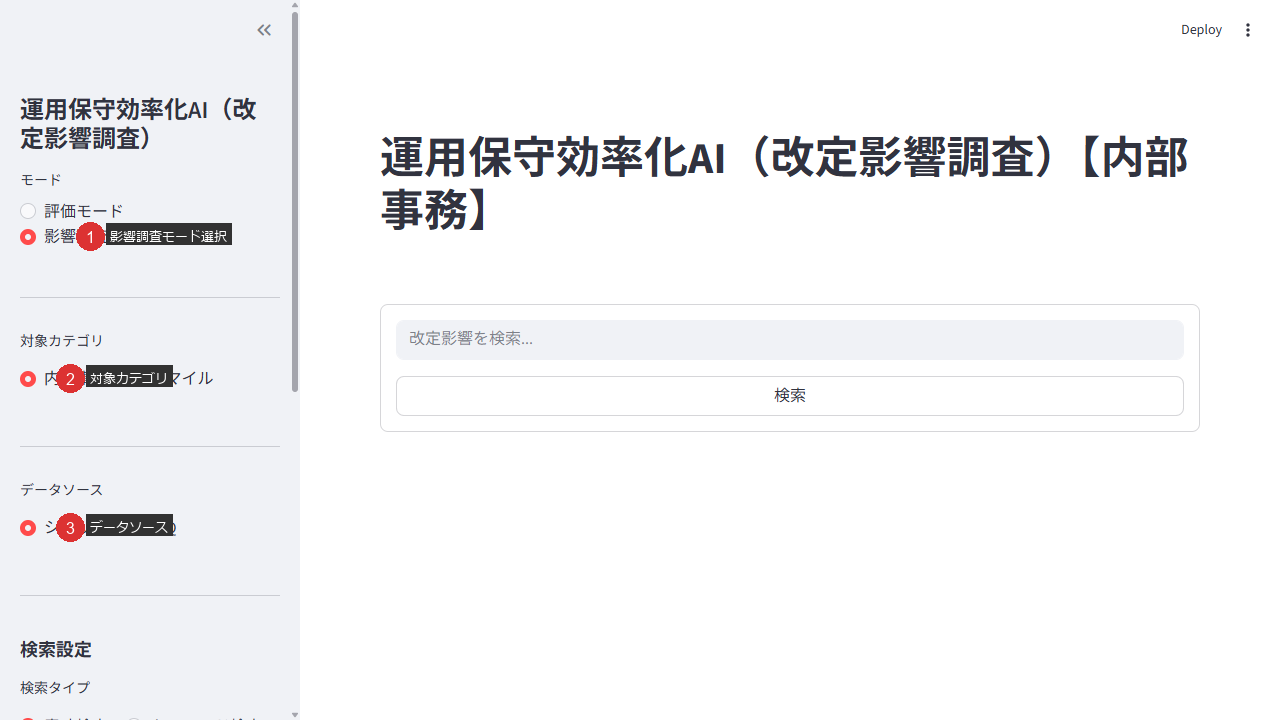 Deploy
運用保守効率化AI（改
定影響調査）
モード
評価モード
影響
1 影響調査モード選択
対象カテゴリ
2 対象カテゴリ
マイル
データソース
3 データソース
検索設定
検索タイプ
運用保守効率化AI（改定影響調査）【内部
事務】
改定影響を検索...
検索